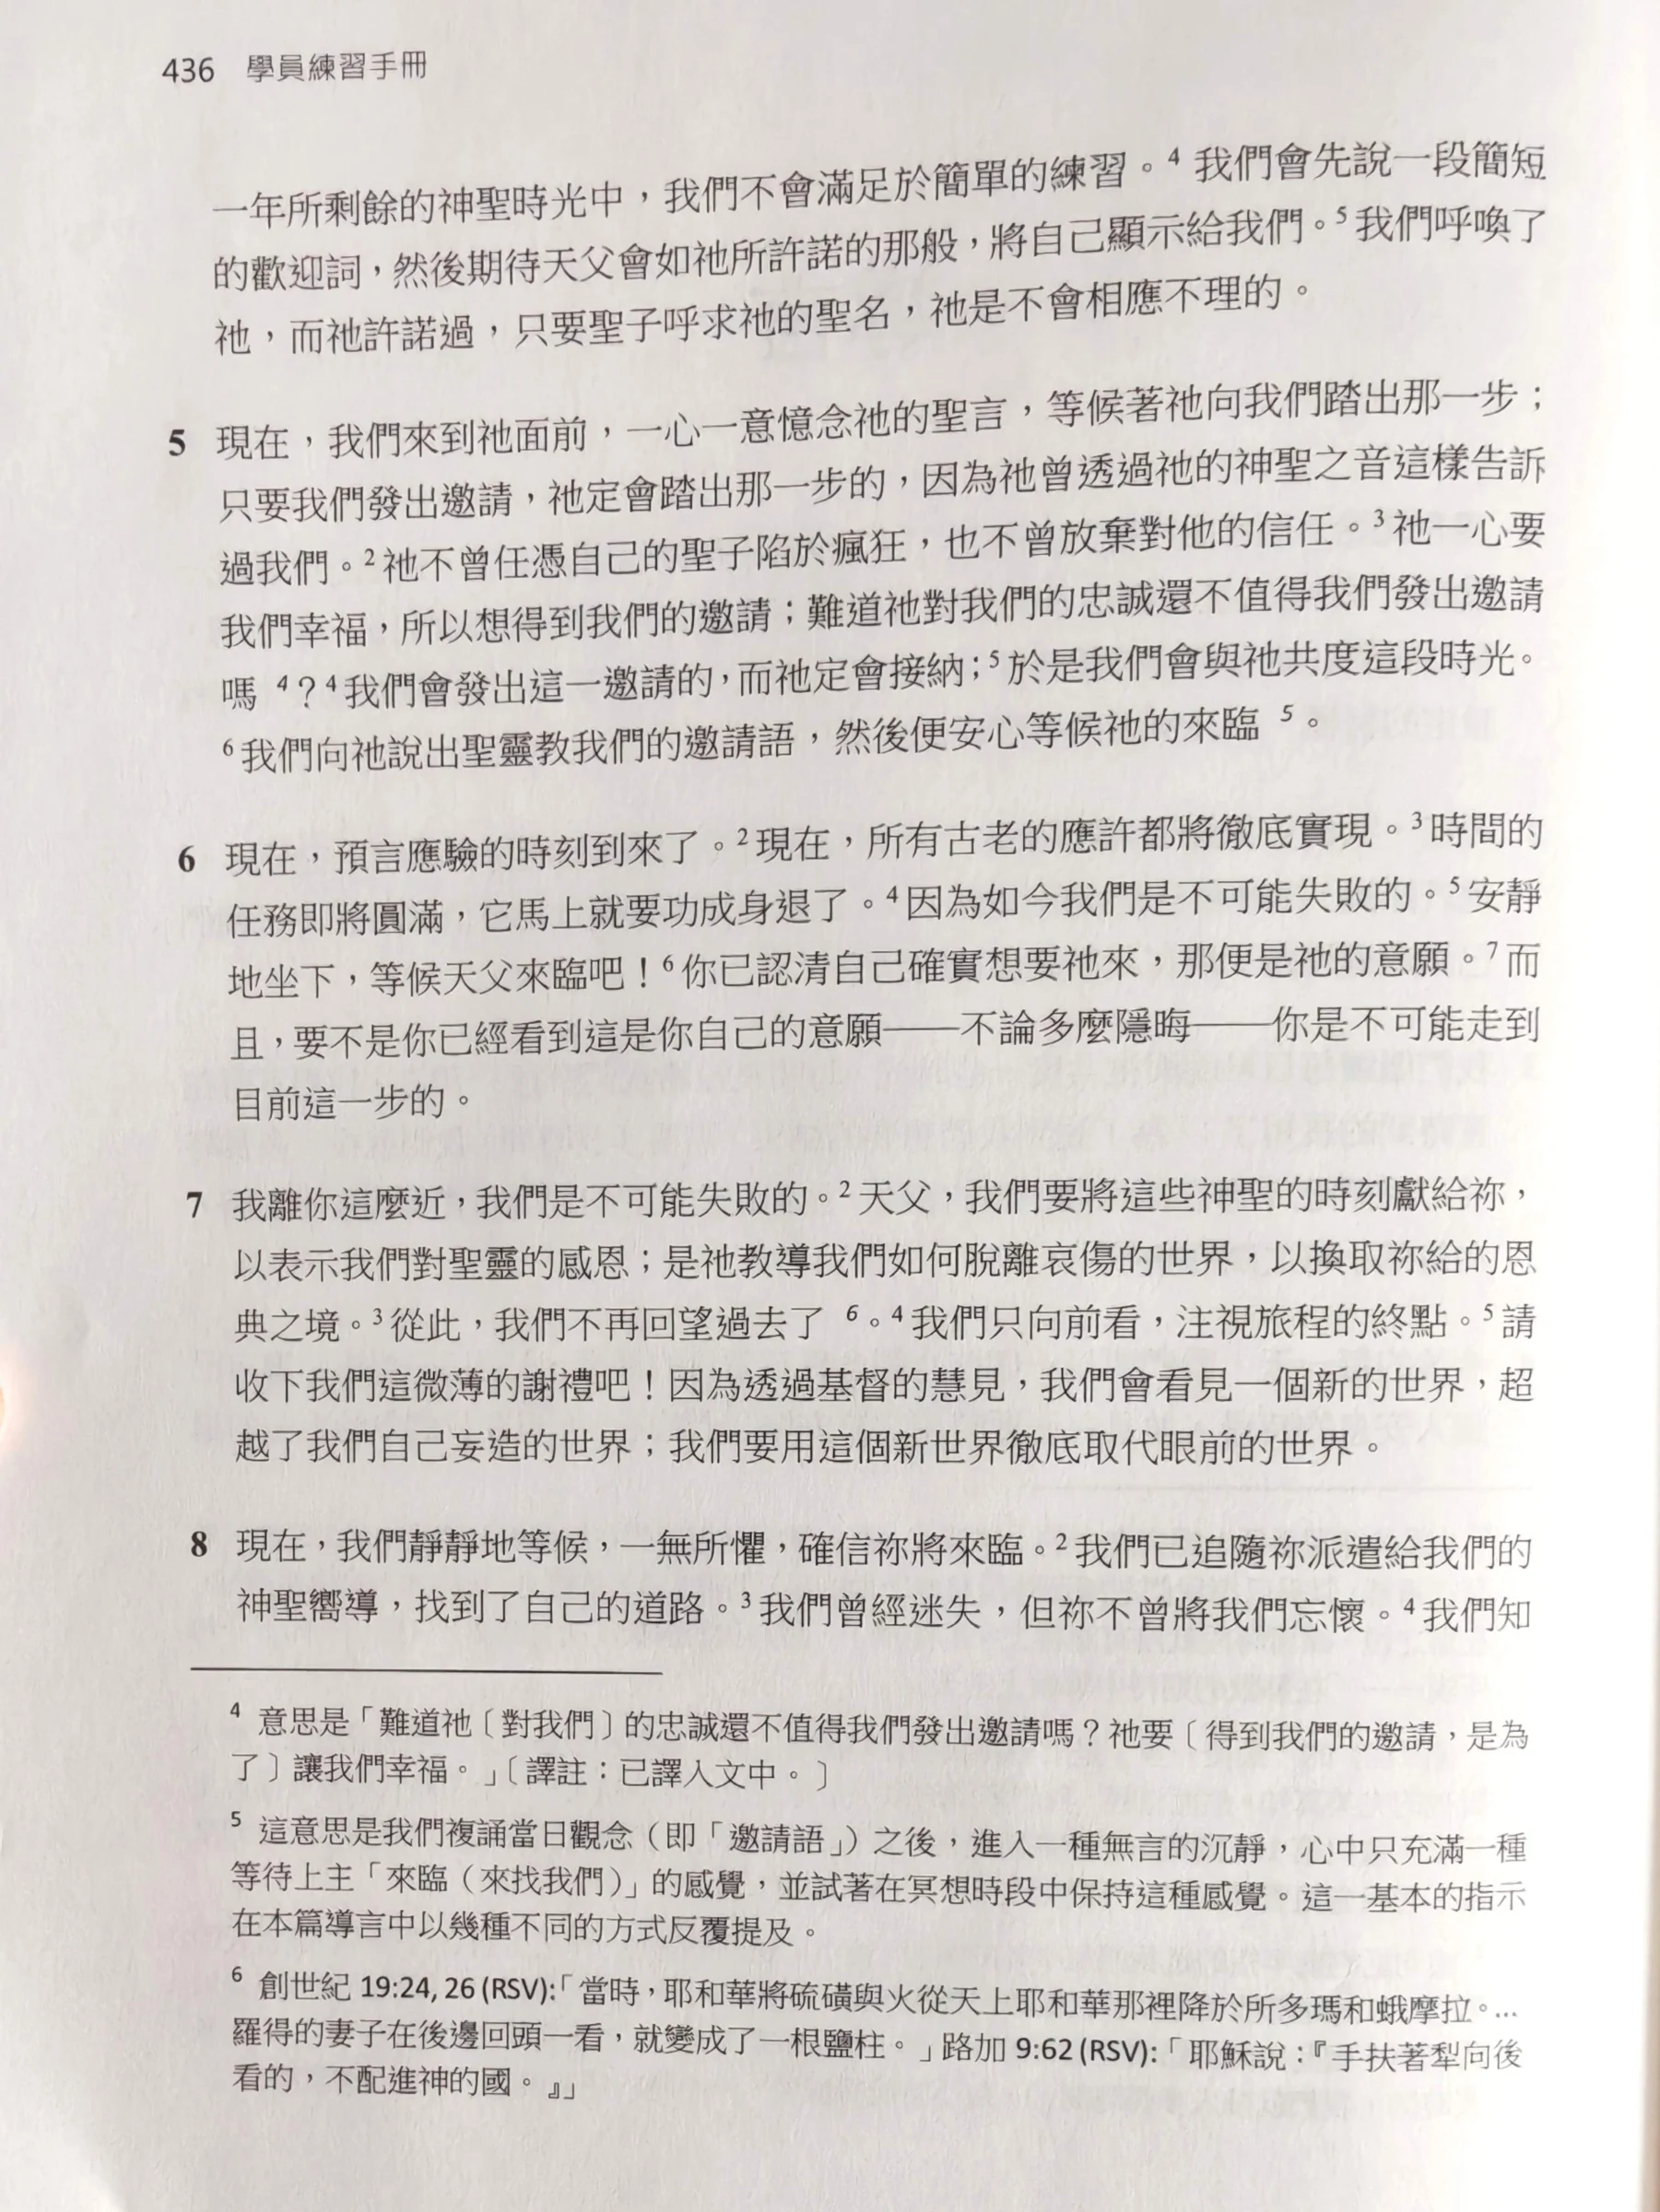 436 學員練習手冊
一年所剩餘的神聖時光中，我們不會滿足於簡單的練習。⁴ 我們會先說一段簡短
的歡迎詞，然後期待天父會如祂所許諾的那般，將自己顯示給我們。⁵ 我們呼喚了
祂，而祂許諾過，只要聖子呼求祂的聖名，祂是不會相應不理的。
5 現在，我們來到祂面前，一心一意憶念祂的聖言，等候著祂向我們踏出那一步；
只要我們發出邀請，祂定會踏出那一步的，因為祂曾透過祂的神聖之音這樣告訴
過我們。² 祂不曾任憑自己的聖子陷於瘋狂，也不曾放棄對他的信任。³ 祂一心要
我們幸福，所以想得到我們的邀請；難道祂對我們的忠誠還不值得我們發出邀請
嗎 ⁴？⁴ 我們會發出這一邀請的，而祂定會接納；⁵ 於是我們會與祂共度這段時光。
⁶ 我們向祂說出聖靈教我們的邀請語，然後便安心等候祂的來臨 ⁵。
6 現在，預言應驗的時刻到來了。² 現在，所有古老的應許都將徹底實現。³ 時間的
任務即將圓滿，它馬上就要功成身退了。⁴ 因為如今我們是不可能失敗的。⁵ 安靜
地坐下，等候天父來臨吧！⁶ 你已認清自己確實想要祂來，那便是祂的意願。⁷ 而
且，要不是你已經看到這是你自己的意願——不論多麼隱晦——你是不可能走到
目前這一步的。
7 我離你這麼近，我們是不可能失敗的。² 天父，我們要將這些神聖的時刻獻給祢，
以表示我們對聖靈的感恩；是祂教導我們如何脫離哀傷的世界，以換取祢給的恩
典之境。³ 從此，我們不再回望過去了 ⁶。⁴ 我們只向前看，注視旅程的終點。⁵ 請
收下我們這微薄的謝禮吧！因為透過基督的慧見，我們會看見一個新的世界，超
越了我們自己妄造的世界；我們要用這個新世界徹底取代眼前的世界。
8 現在，我們靜靜地等候，一無所懼，確信祢將來臨。² 我們已追隨祢派遣給我們的
神聖嚮導，找到了自己的道路。³ 我們曾經迷失，但祢不曾將我們忘懷。⁴ 我們知
⁴ 意思是「難道祂〔對我們〕的忠誠還不值得我們發出邀請嗎？祂要〔得到我們的邀請，是為
了〕讓我們幸福。」〔譯註：已譯入文中。〕
⁵ 這意思是我們複誦當日觀念（即「邀請語」）之後，進入一種無言的沉靜，心中只充滿一種
等待上主「來臨（來找我們）」的感覺，並試著在冥想時段中保持這種感覺。這一基本的指示
在本篇導言中以幾種不同的方式反覆提及。
⁶ 創世紀 19:24, 26 (RSV):「當時，耶和華將硫磺與火從天上耶和華那裡降於所多瑪和蛾摩拉。…
羅得的妻子在後邊回頭一看，就變成了一根鹽柱。」路加 9:62 (RSV):「耶穌說：『手扶著犁向後
看的，不配進神的國。』」